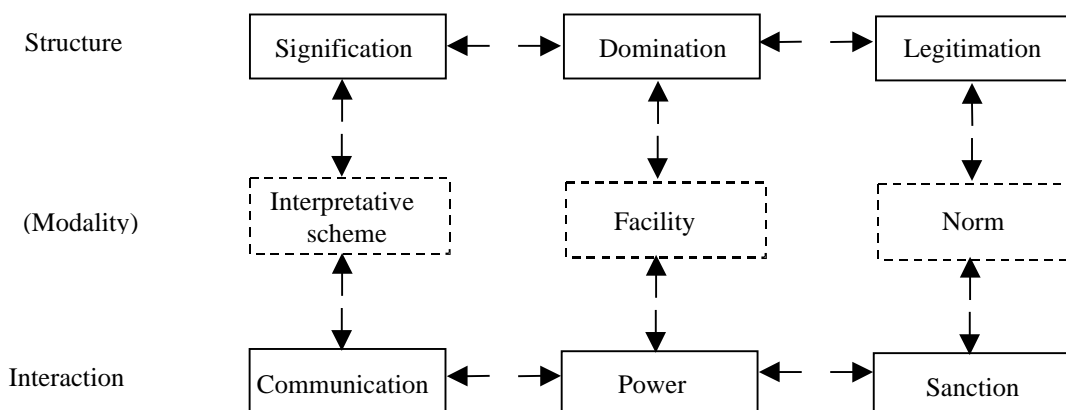 Structure
Signification
Domination
Legitimation
(Modality)
Interpretative
scheme
Facility
Norm
Interaction
Communication
Power
Sanction